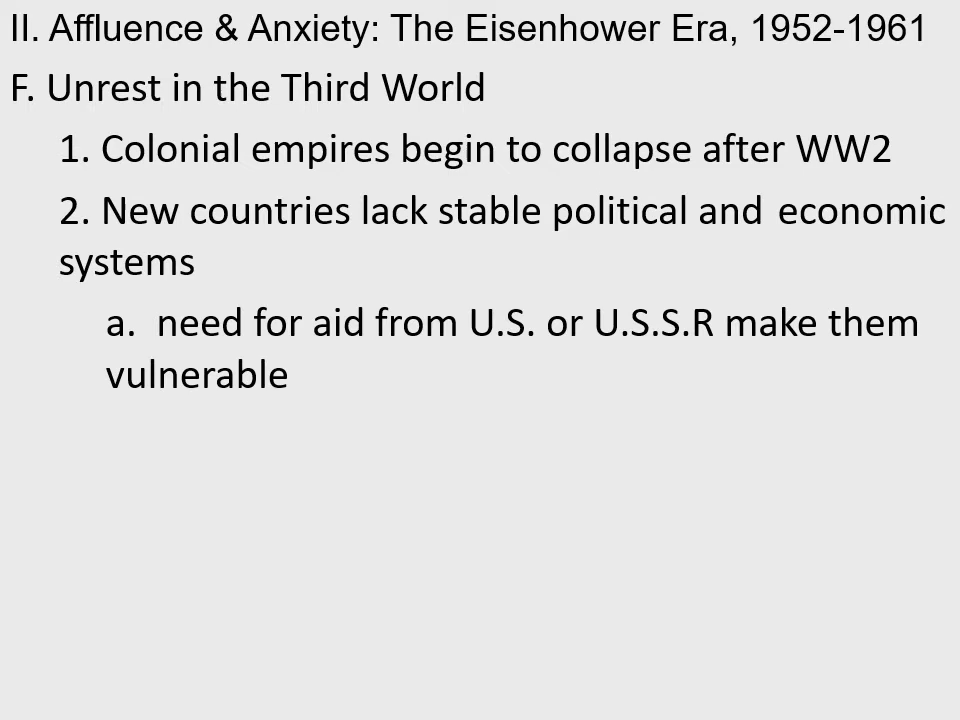 II. Affluence & Anxiety: The Eisenhower Era, 1952-1961
F. Unrest in the Third World
1. Colonial empires begin to collapse after WW2
2. New countries lack stable political and economic
systems
a. need for aid from U.S. or U.S.S.R make them
vulnerable